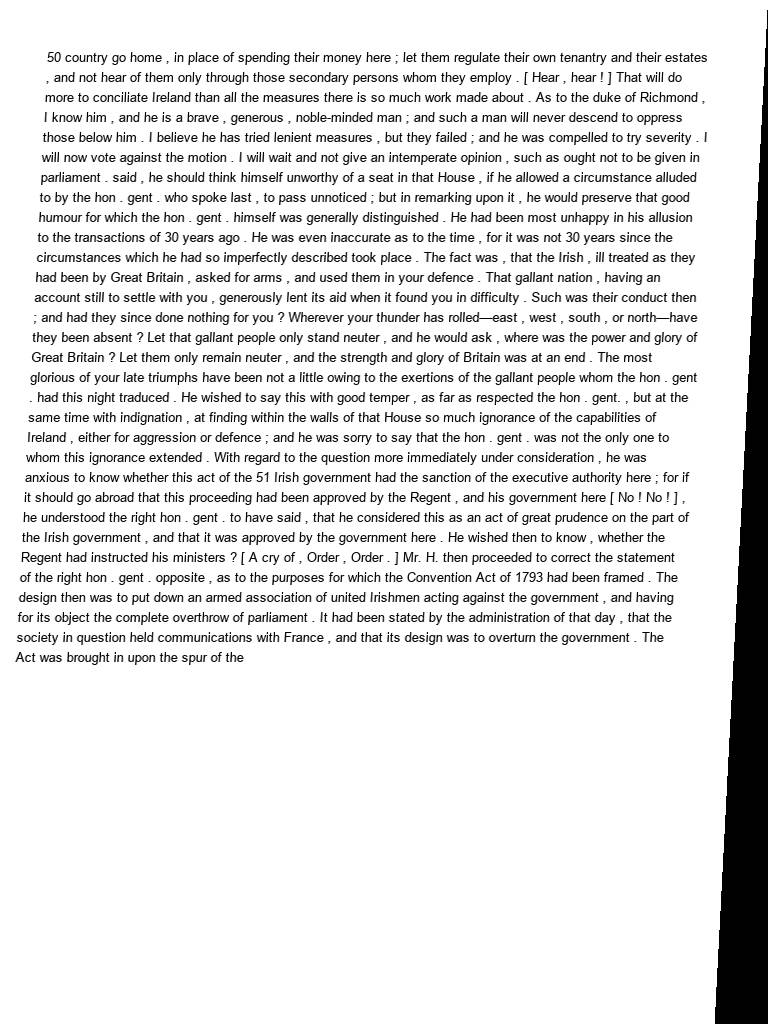 50 country go home , in place of spending their money here ; let them regulate their own tenantry and their estates
, and not hear of them only through those secondary persons whom they employ . [ Hear , hear ! ] That will do
more to conciliate Ireland than all the measures there is so much work made about . As to the duke of Richmond ,
I know him , and he is a brave , generous , noble-minded man ; and such a man will never descend to oppress
those below him . I believe he has tried lenient measures , but they failed ; and he was compelled to try severity . I
will now vote against the motion . I will wait and not give an intemperate opinion , such as ought not to be given in
parliament . said , he should think himself unworthy of a seat in that House , if he allowed a circumstance alluded
to by the hon . gent . who spoke last , to pass unnoticed ; but in remarking upon it , he would preserve that good
humour for which the hon . gent . himself was generally distinguished . He had been most unhappy in his allusion
to the transactions of 30 years ago . He was even inaccurate as to the time , for it was not 30 years since the
circumstances which he had so imperfectly described took place . The fact was , that the Irish , ill treated as they
had been by Great Britain , asked for arms , and used them in your defence . That gallant nation , having an
account still to settle with you , generously lent its aid when it found you in difficulty . Such was their conduct then
; and had they since done nothing for you ? Wherever your thunder has rolled—east , west , south , or north—have
they been absent ? Let that gallant people only stand neuter , and he would ask , where was the power and glory of
Great Britain ? Let them only remain neuter , and the strength and glory of Britain was at an end . The most
glorious of your late triumphs have been not a little owing to the exertions of the gallant people whom the hon . gent
. had this night traduced . He wished to say this with good temper , as far as respected the hon . gent. , but at the
same time with indignation , at finding within the walls of that House so much ignorance of the capabilities of
Ireland , either for aggression or defence ; and he was sorry to say that the hon . gent . was not the only one to
whom this ignorance extended . With regard to the question more immediately under consideration , he was
anxious to know whether this act of the 51 Irish government had the sanction of the executive authority here ; for if
it should go abroad that this proceeding had been approved by the Regent , and his government here [ No ! No ! ] ,
he understood the right hon . gent . to have said , that he considered this as an act of great prudence on the part of
the Irish government , and that it was approved by the government here . He wished then to know , whether the
Regent had instructed his ministers ? [ A cry of , Order , Order . ] Mr. H. then proceeded to correct the statement
of the right hon . gent . opposite , as to the purposes for which the Convention Act of 1793 had been framed . The
design then was to put down an armed association of united Irishmen acting against the government , and having
for its object the complete overthrow of parliament . It had been stated by the administration of that day , that the
society in question held communications with France , and that its design was to overturn the government . The
Act was brought in upon the spur of the